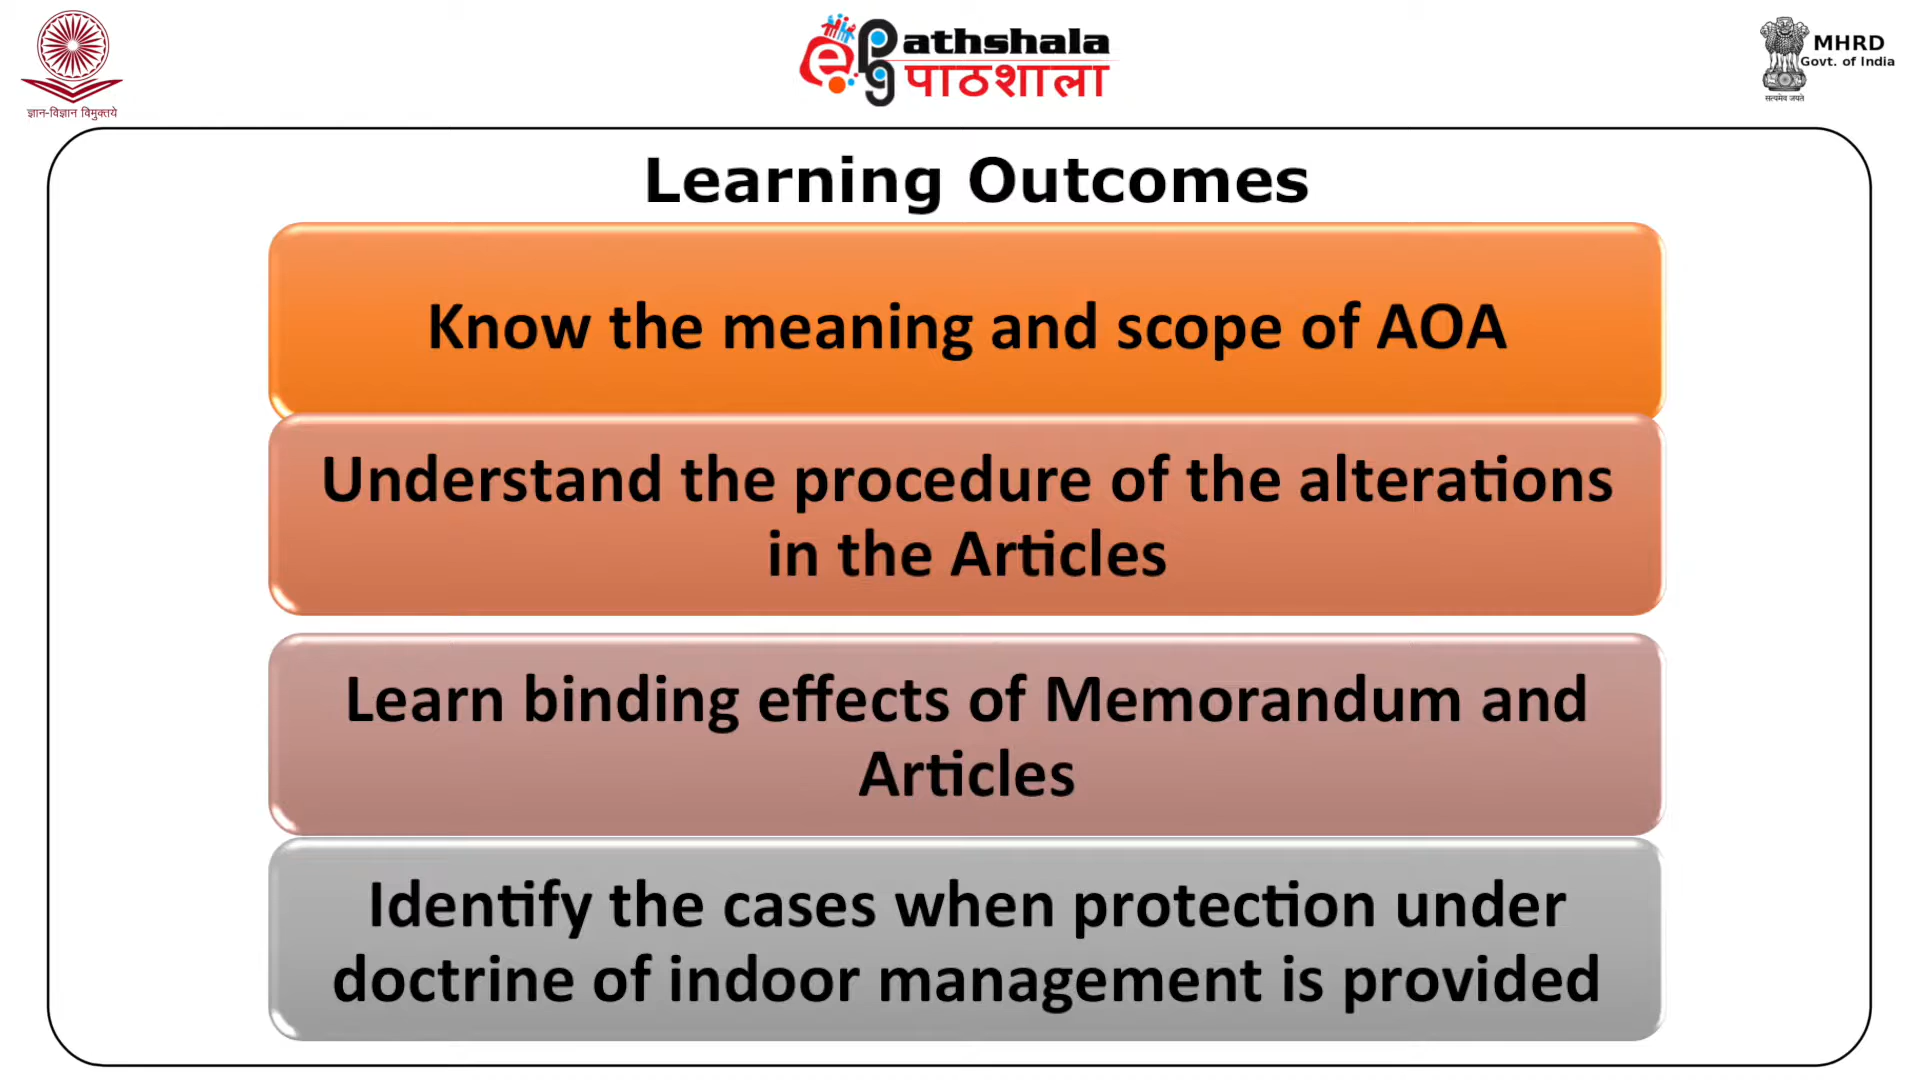 ज्ञान-विज्ञान विमुक्तये
ePG Pathshala
पाठशाला
MHRD
Govt. of India
सत्यमेव जयते
Learning Outcomes
Know the meaning and scope of AOA
Understand the procedure of the alterations
in the Articles
Learn binding effects of Memorandum and
Articles
Identify the cases when protection under
doctrine of indoor management is provided